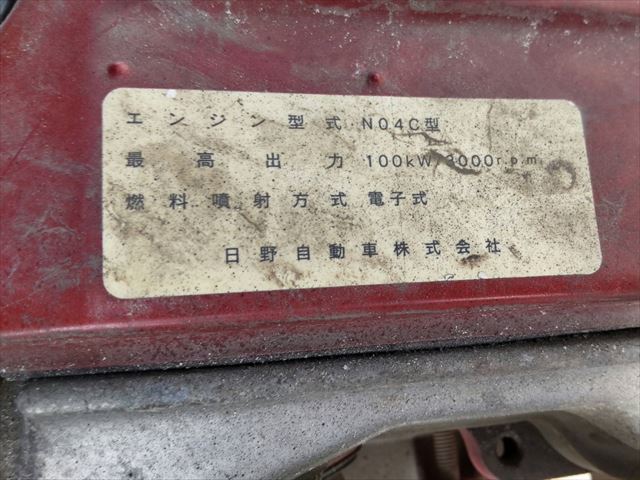 エンジン型式 N04C型
最高出力 100kW/3000r.p.m
燃料噴射方式 電子式
日野自動車株式会社